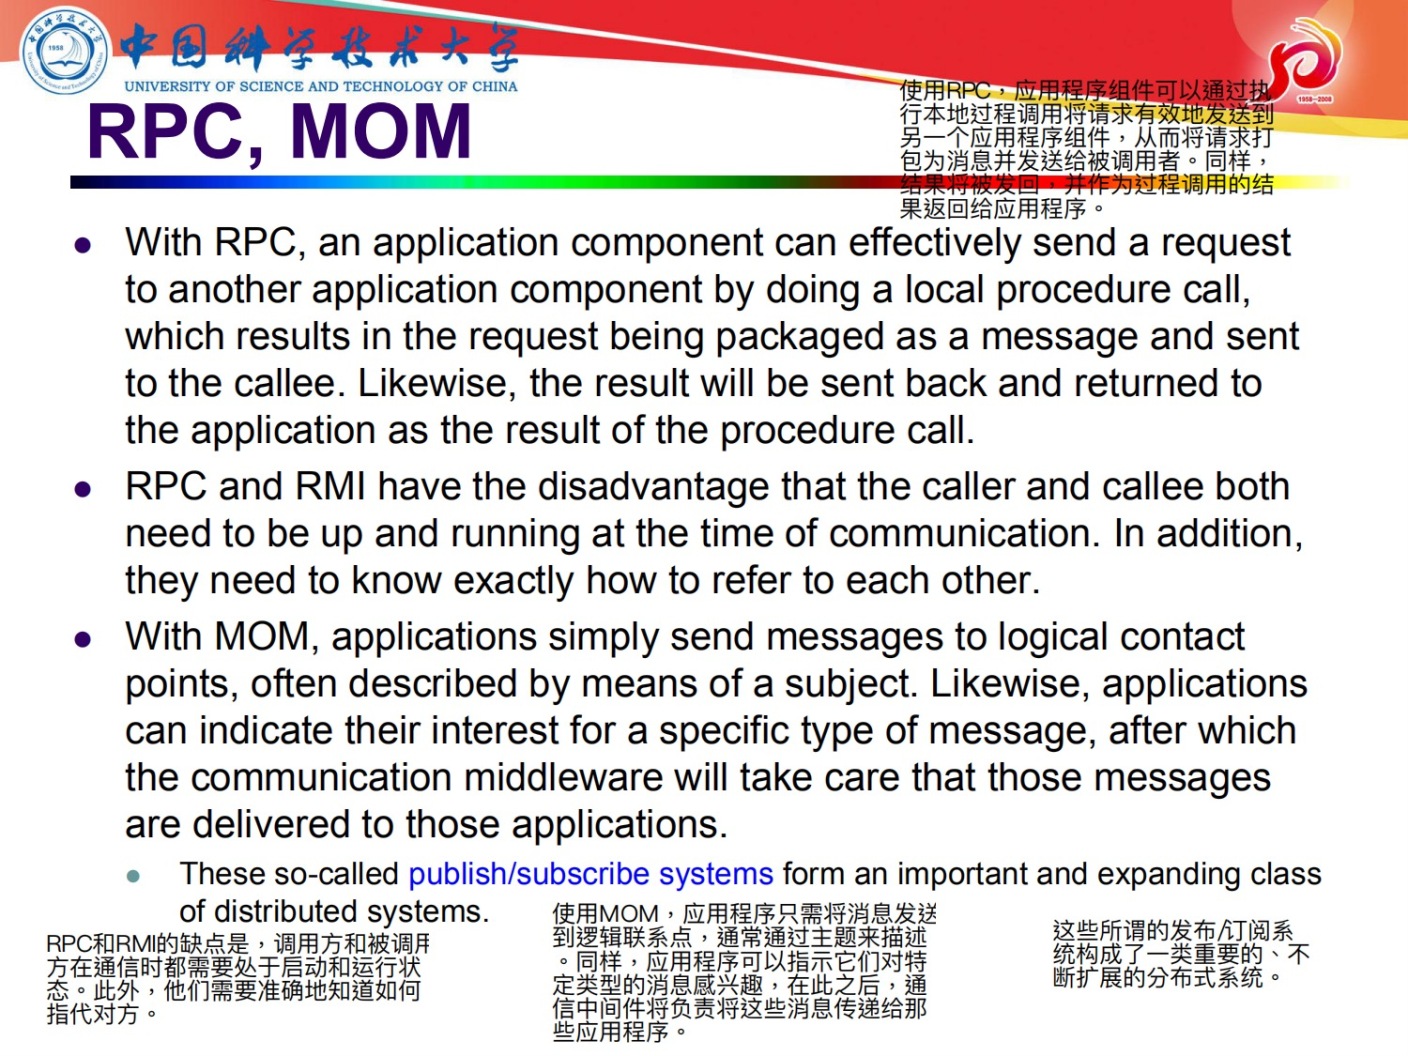 中国科学技术大学
UNIVERSITY OF SCIENCE AND TECHNOLOGY OF CHINA
1958
1958—2008
RPC, MOM
使用RPC，应用程序组件可以通过执
行本地过程调用将请求有效地发送到
另一个应用程序组件，从而将请求打
包为消息并发送给被调用者。同样，
结果将被发回，并作为过程调用的结
果返回给应用程序。
With RPC, an application component can effectively send a request
to another application component by doing a local procedure call,
which results in the request being packaged as a message and sent
to the callee. Likewise, the result will be sent back and returned to
the application as the result of the procedure call.
RPC and RMI have the disadvantage that the caller and callee both
need to be up and running at the time of communication. In addition,
they need to know exactly how to refer to each other.
With MOM, applications simply send messages to logical contact
points, often described by means of a subject. Likewise, applications
can indicate their interest for a specific type of message, after which
the communication middleware will take care that those messages
are delivered to those applications.
These so-called publish/subscribe systems form an important and expanding class
of distributed systems.
RPC和RMI的缺点是，调用方和被调用
方在通信时都需要处于启动和运行状
态。此外，他们需要准确地知道如何
指代对方。
使用MOM，应用程序只需将消息发送
到逻辑联系点，通常通过主题来描述
。同样，应用程序可以指示它们对特
定类型的消息感兴趣，在此之后，通
信中间件将负责将这些消息传递给那
些应用程序。
这些所谓的发布/订阅系
统构成了一类重要的、不
断扩展的分布式系统。